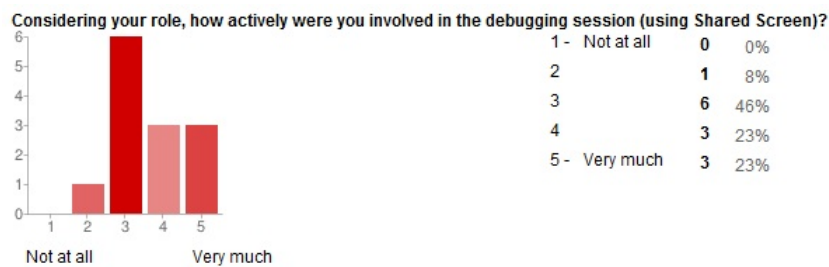 Considering your role, how actively were you involved in the debugging session (using Shared Screen)?
6
5
4
3
2
1
0
1 2 3 4 5
Not at all Very much
1 - Not at all 0 0%
2 1 8%
3 6 46%
4 3 23%
5 - Very much 3 23%